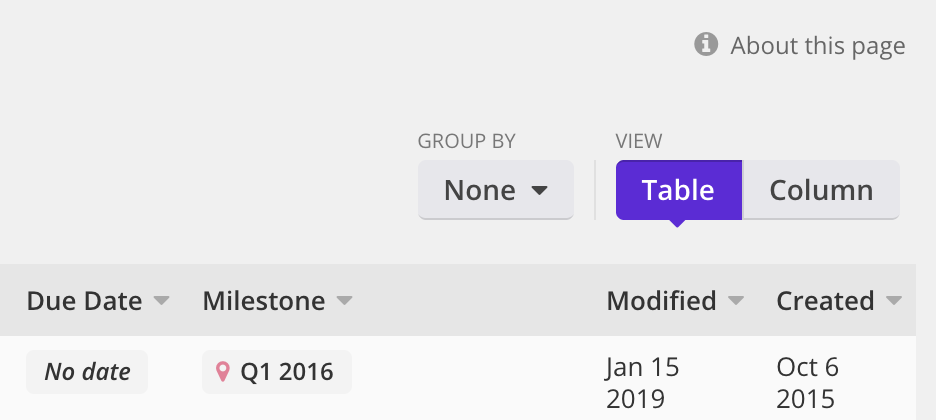 About this page
GROUP BY
VIEW
None
Table
Column
Due Date
Milestone
Modified
Created
No date
Q1 2016
Jan 15
2019
Oct 6
2015